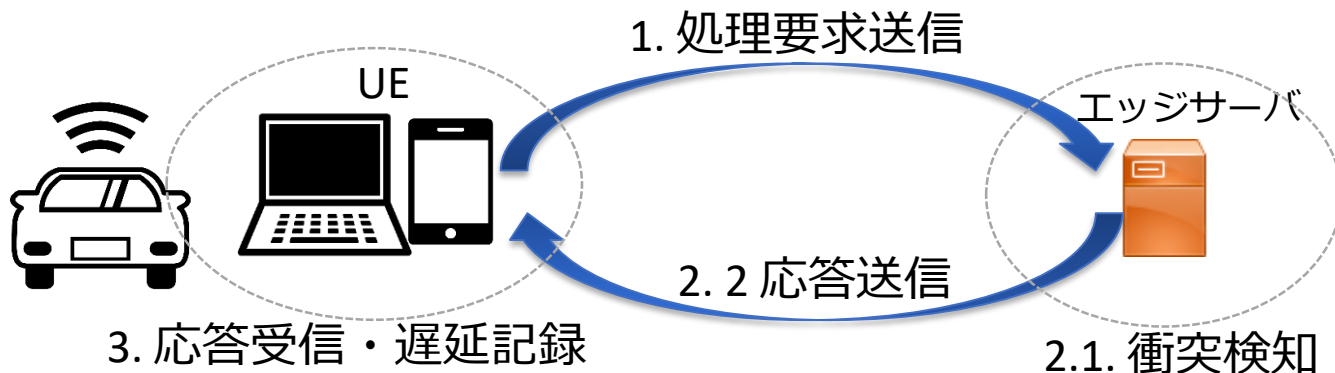 1. 処理要求送信
UE
エッジサーバ
2. 2 応答送信
3. 応答受信・遅延記録
2.1. 衝突検知